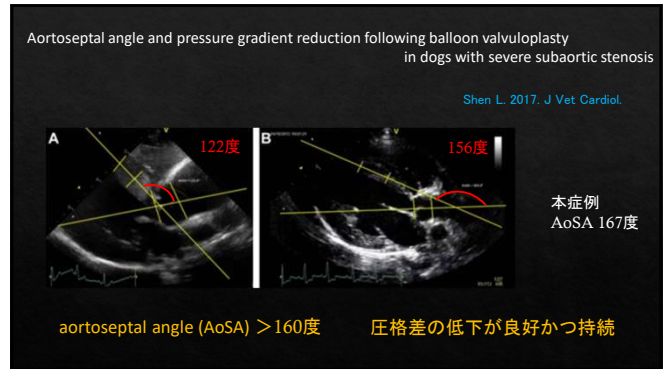 Aortoseptal angle and pressure gradient reduction following balloon valvuloplasty
in dogs with severe subaortic stenosis
Shen L. 2017. J Vet Cardiol.
A
122度
B
156度
本症例
AoSA 167度
aortoseptal angle (AoSA) ＞160度
圧格差の低下が良好かつ持続